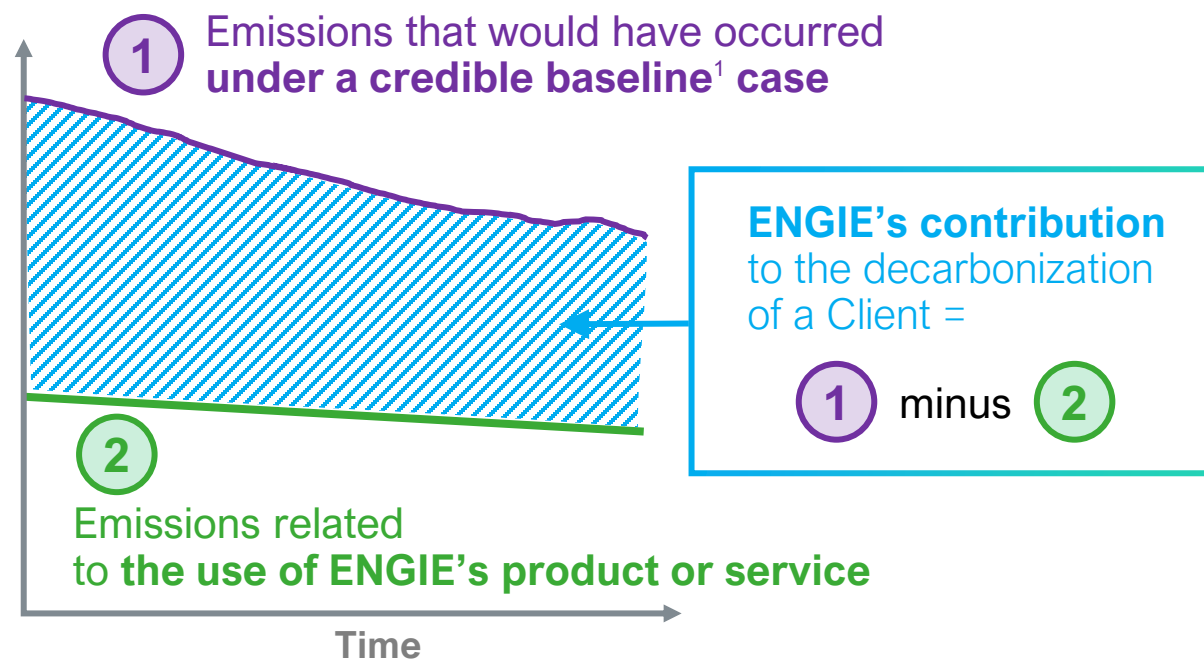 1
Emissions that would have occurred
under a credible baseline¹ case
ENGIE's contribution
to the decarbonization
of a Client =
1 minus 2
2
Emissions related
to the use of ENGIE's product or service
Time